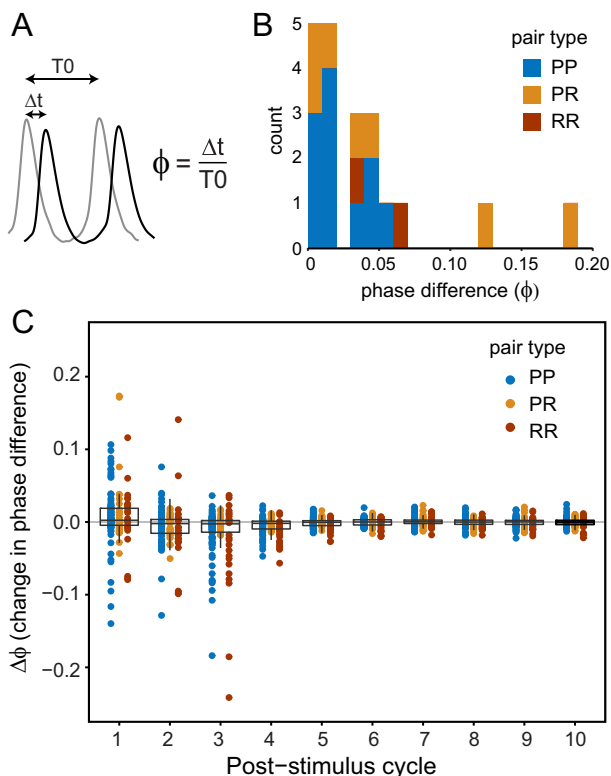 A
T0
Δt
ϕ = Δt
T0
B
pair type
PP
PR
RR
count
5
4
3
2
1
0
0
0.05
0.10
0.15
0.20
phase difference (ϕ)
C
pair type
PP
PR
RR
Δϕ (change in phase difference)
0.2
0.1
0.0
−0.1
−0.2
1 2 3 4 5 6 7 8 9 10
Post−stimulus cycle